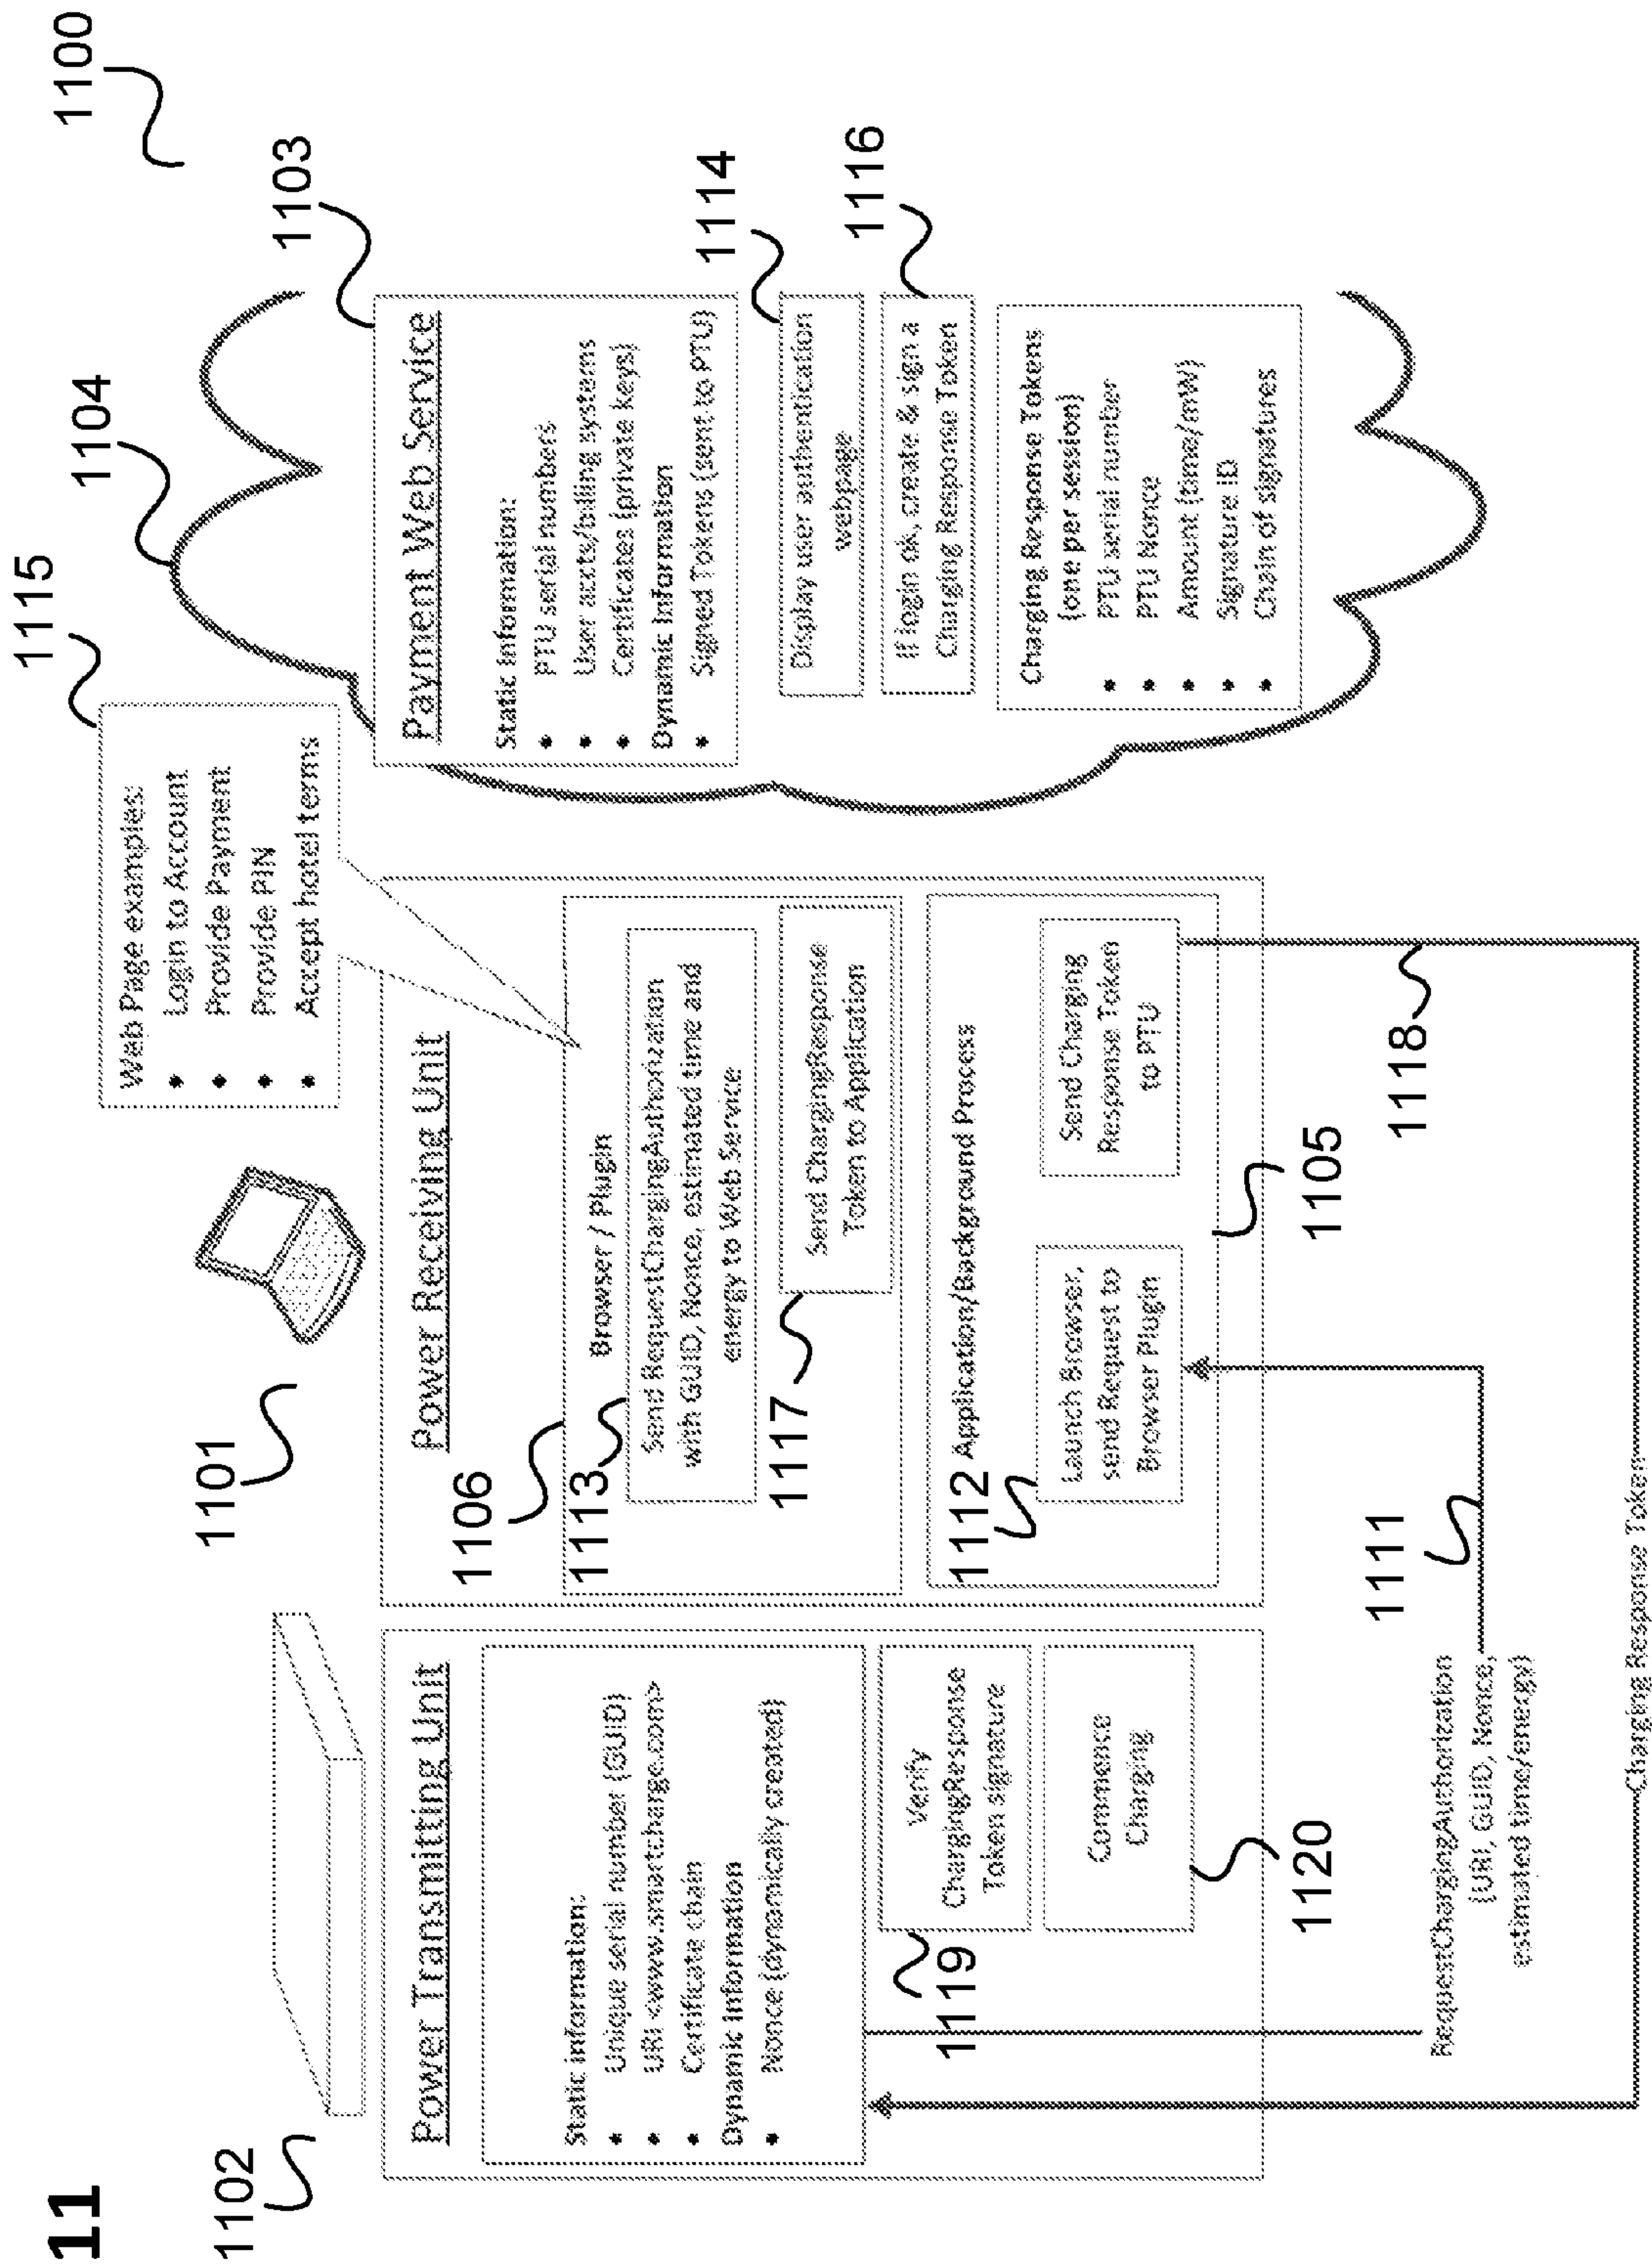 11
1100
1102
1101
1115
1104
1103
Power Transmitting Unit
Static information:
• Unique serial number (GUID)
• URI <www.smartcharge.com>
• Certificate chain
Dynamic Information
• Nonce (dynamically created)
Verify
ChargingResponse
Token signature
1119
Commence
Charging
1120
Power Receiving Unit
1106
Browser / Plugin
1113
Send RequestChargingAuthorization
with GUID, Nonce, estimated time and
energy to Web Service
1117
Send ChargingResponse
Token to Application
1112
Application/Background Process
Launch Browser,
send Request to
Browser Plugin
Send Charging
Response Token
to PTU
1105
1111
1118
RequestChargingAuthorization
(URI, GUID, Nonce,
estimated time/energy)
Charging Response Token
Web Page examples:
• Login to Account
• Provide Payment
• Provide PIN
• Accept hotel terms
Payment Web Service
Static Information:
• PTU serial numbers
• User accts/billing systems
• Certificates (private keys)
Dynamic Information
• Signed Tokens (sent to PTU)
1114
Display user authentication
webpage
1116
If login ok, create & sign a
Charging Response Token
Charging Response Tokens
(one per session)
• PTU serial number
• PTU Nonce
• Amount (time/mW)
• Signature ID
• Chain of signatures